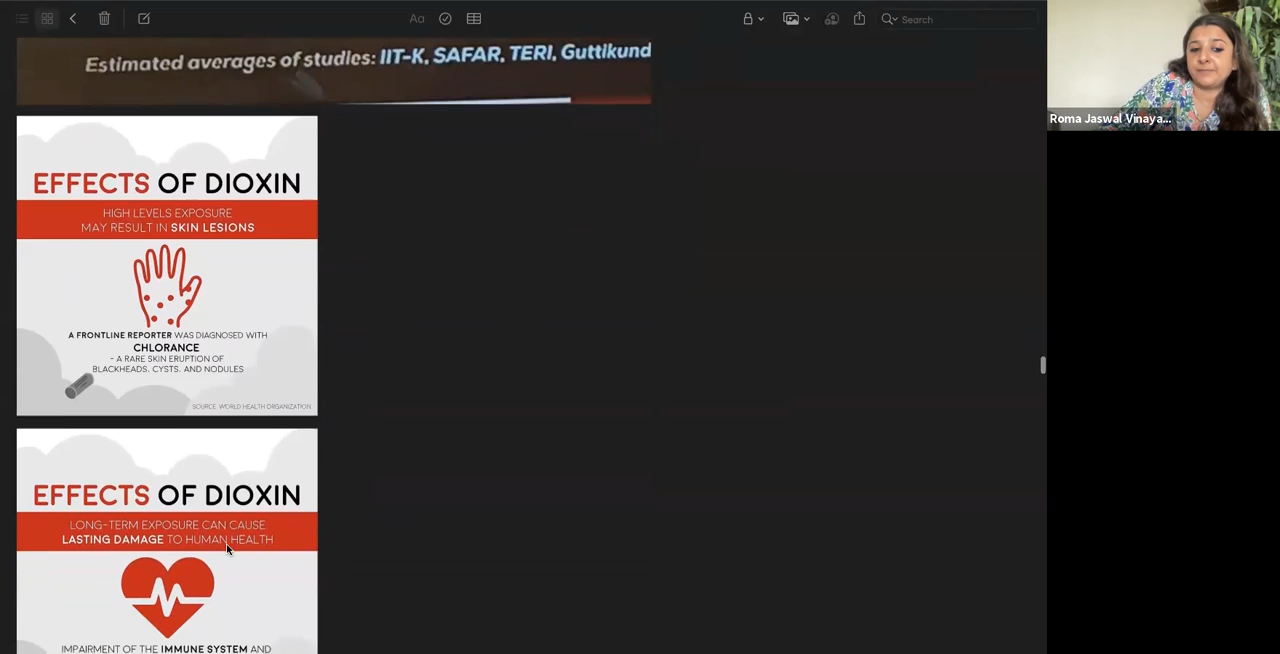 Aa
Search
Estimated averages of studies: IIT-K, SAFAR, TERI, Guttikund
Roma Jaswal Vinaya...
EFFECTS OF DIOXIN
HIGH LEVELS EXPOSURE
MAY RESULT IN SKIN LESIONS
A FRONTLINE REPORTER WAS DIAGNOSED WITH
CHLORANCE
- A RARE SKIN ERUPTION OF
BLACKHEADS, CYSTS, AND NODULES
SOURCE: WORLD HEALTH ORGANIZATION
EFFECTS OF DIOXIN
LONG-TERM EXPOSURE CAN CAUSE
LASTING DAMAGE TO HUMAN HEALTH
IMPAIRMENT OF THE IMMUNE SYSTEM AND